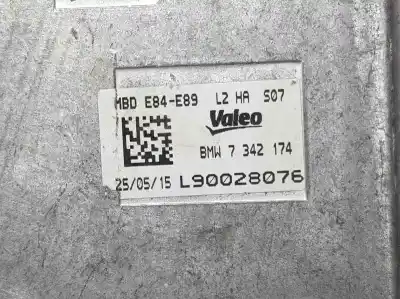 MBD E84-E89 L2 HA S07
Valeo
BMW 7 342 174
25/05/15 L90028076